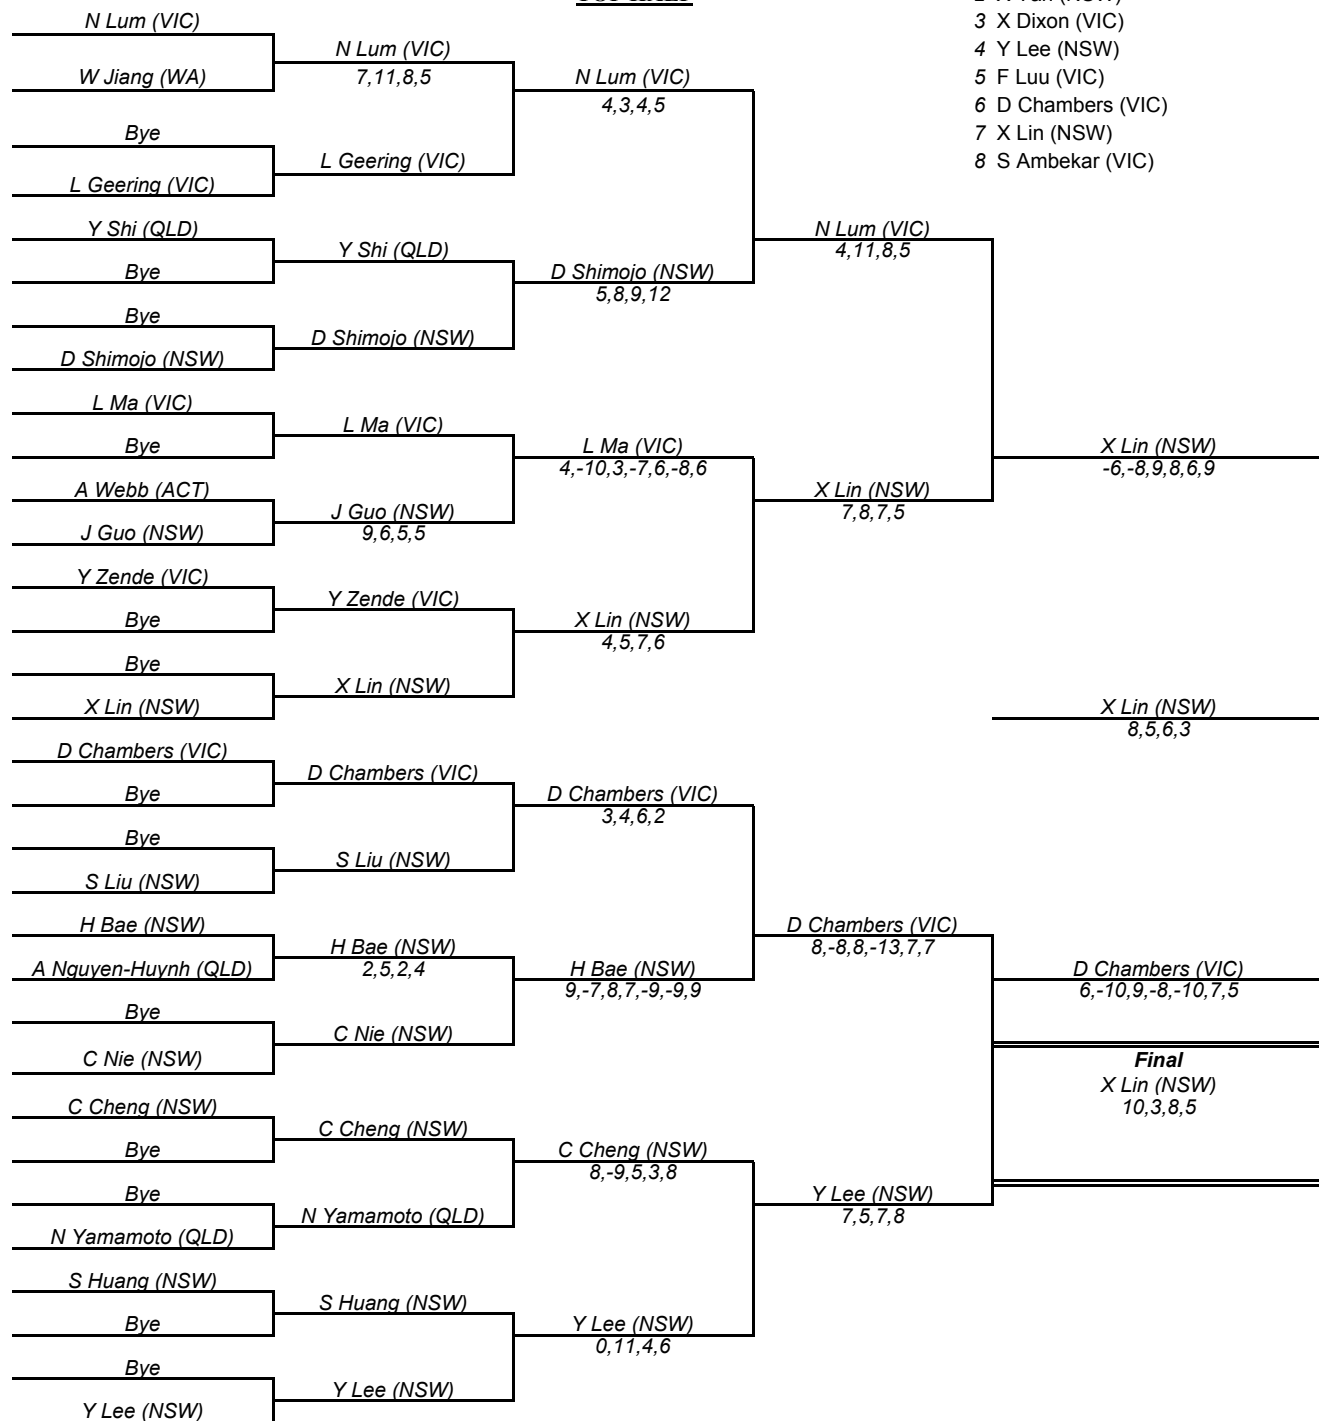 N Lum (VIC)
W Jiang (WA)
Bye
L Geering (VIC)
Y Shi (QLD)
Bye
Bye
D Shimojo (NSW)
L Ma (VIC)
Bye
A Webb (ACT)
J Guo (NSW)
Y Zende (VIC)
Bye
Bye
X Lin (NSW)
D Chambers (VIC)
Bye
Bye
S Liu (NSW)
H Bae (NSW)
A Nguyen-Huynh (QLD)
Bye
C Nie (NSW)
C Cheng (NSW)
Bye
Bye
N Yamamoto (QLD)
S Huang (NSW)
Bye
Bye
Y Lee (NSW)
N Lum (VIC)
7,11,8,5
L Geering (VIC)
Y Shi (QLD)
D Shimojo (NSW)
L Ma (VIC)
J Guo (NSW)
9,6,5,5
Y Zende (VIC)
X Lin (NSW)
D Chambers (VIC)
S Liu (NSW)
H Bae (NSW)
2,5,2,4
C Nie (NSW)
C Cheng (NSW)
N Yamamoto (QLD)
S Huang (NSW)
Y Lee (NSW)
N Lum (VIC)
4,3,4,5
D Shimojo (NSW)
5,8,9,12
L Ma (VIC)
4,-10,3,-7,6,-8,6
X Lin (NSW)
4,5,7,6
D Chambers (VIC)
3,4,6,2
H Bae (NSW)
9,-7,8,7,-9,-9,9
C Cheng (NSW)
8,-9,5,3,8
Y Lee (NSW)
0,11,4,6
N Lum (VIC)
4,11,8,5
X Lin (NSW)
7,8,7,5
D Chambers (VIC)
8,-8,8,-13,7,7
Y Lee (NSW)
7,5,7,8
3 X Dixon (VIC)
4 Y Lee (NSW)
5 F Luu (VIC)
6 D Chambers (VIC)
7 X Lin (NSW)
8 S Ambekar (VIC)
X Lin (NSW)
-6,-8,9,8,6,9
X Lin (NSW)
8,5,6,3
D Chambers (VIC)
6,-10,9,-8,-10,7,5
Final
X Lin (NSW)
10,3,8,5